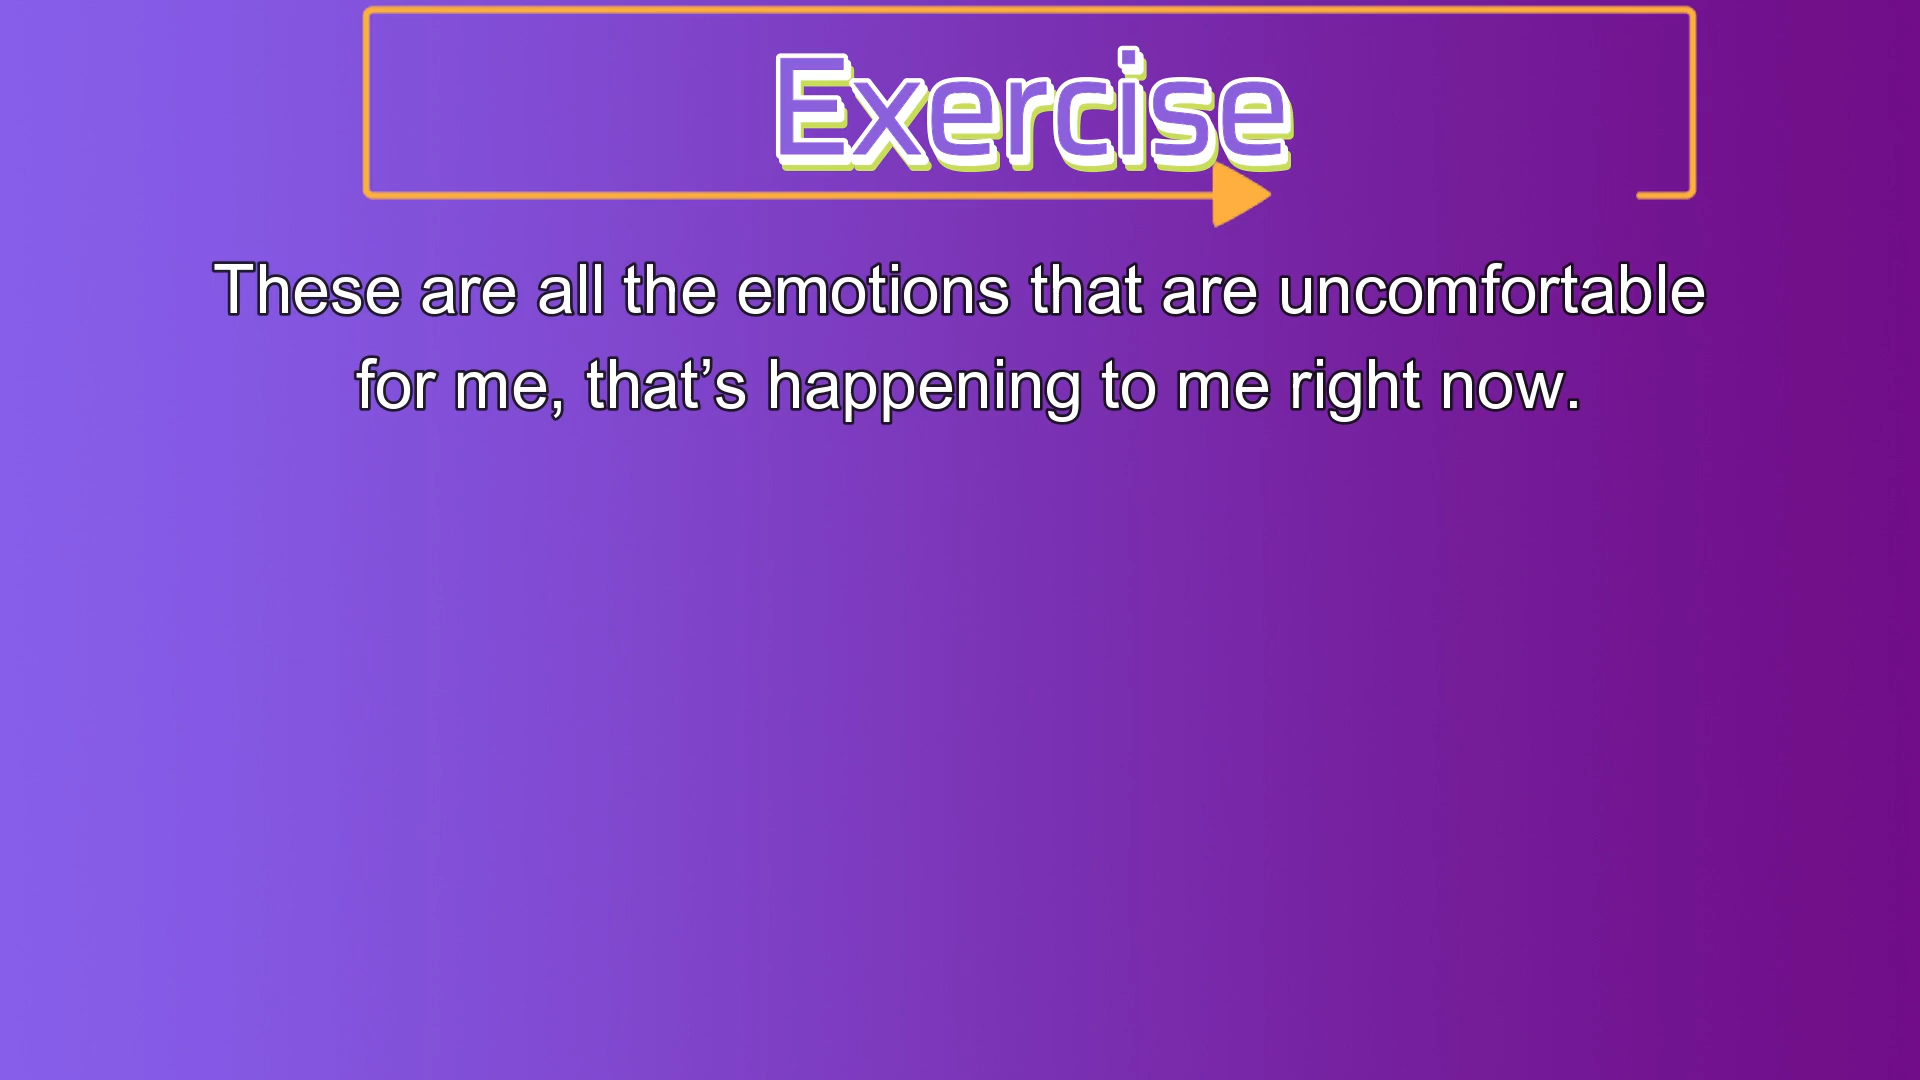 Exercise
These are all the emotions that are uncomfortable
for me, that’s happening to me right now.